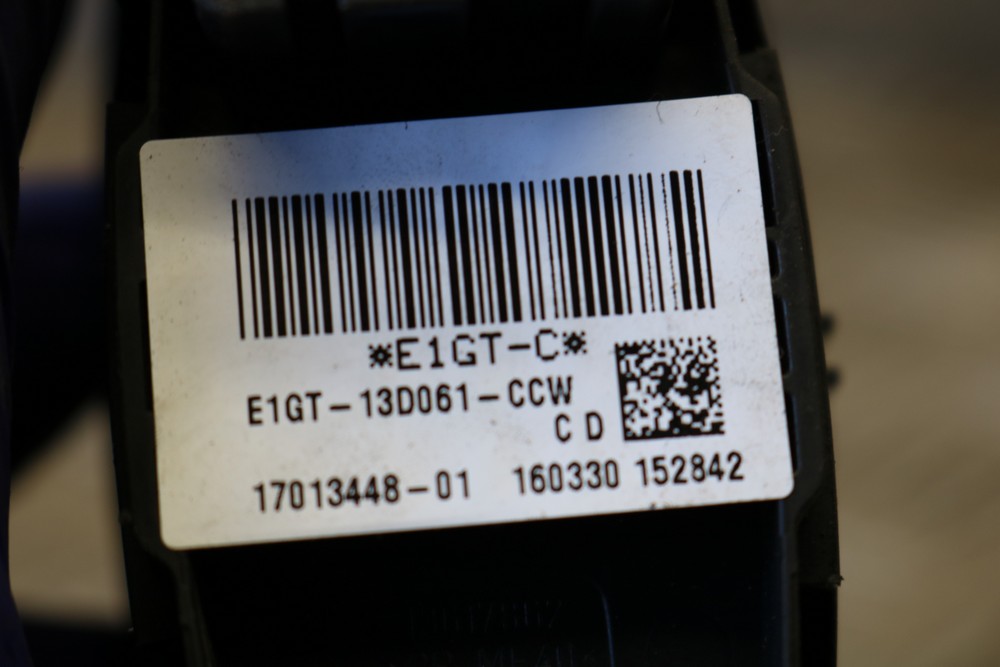 *E1GT-C*
E1GT-13D061-CCW
C D
17013448-01 160330 152842